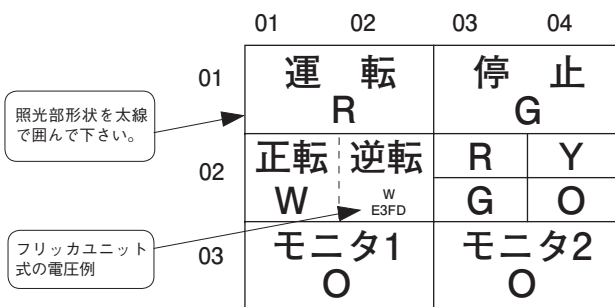 01 02 03 04
01
運 転
R
停 止
G
照光部形状を太線
で囲んで下さい。
02
正転
W
逆転
W
E3FD
R Y
G O
フリッカユニット
式の電圧例
03
モニタ1
O
モニタ2
O